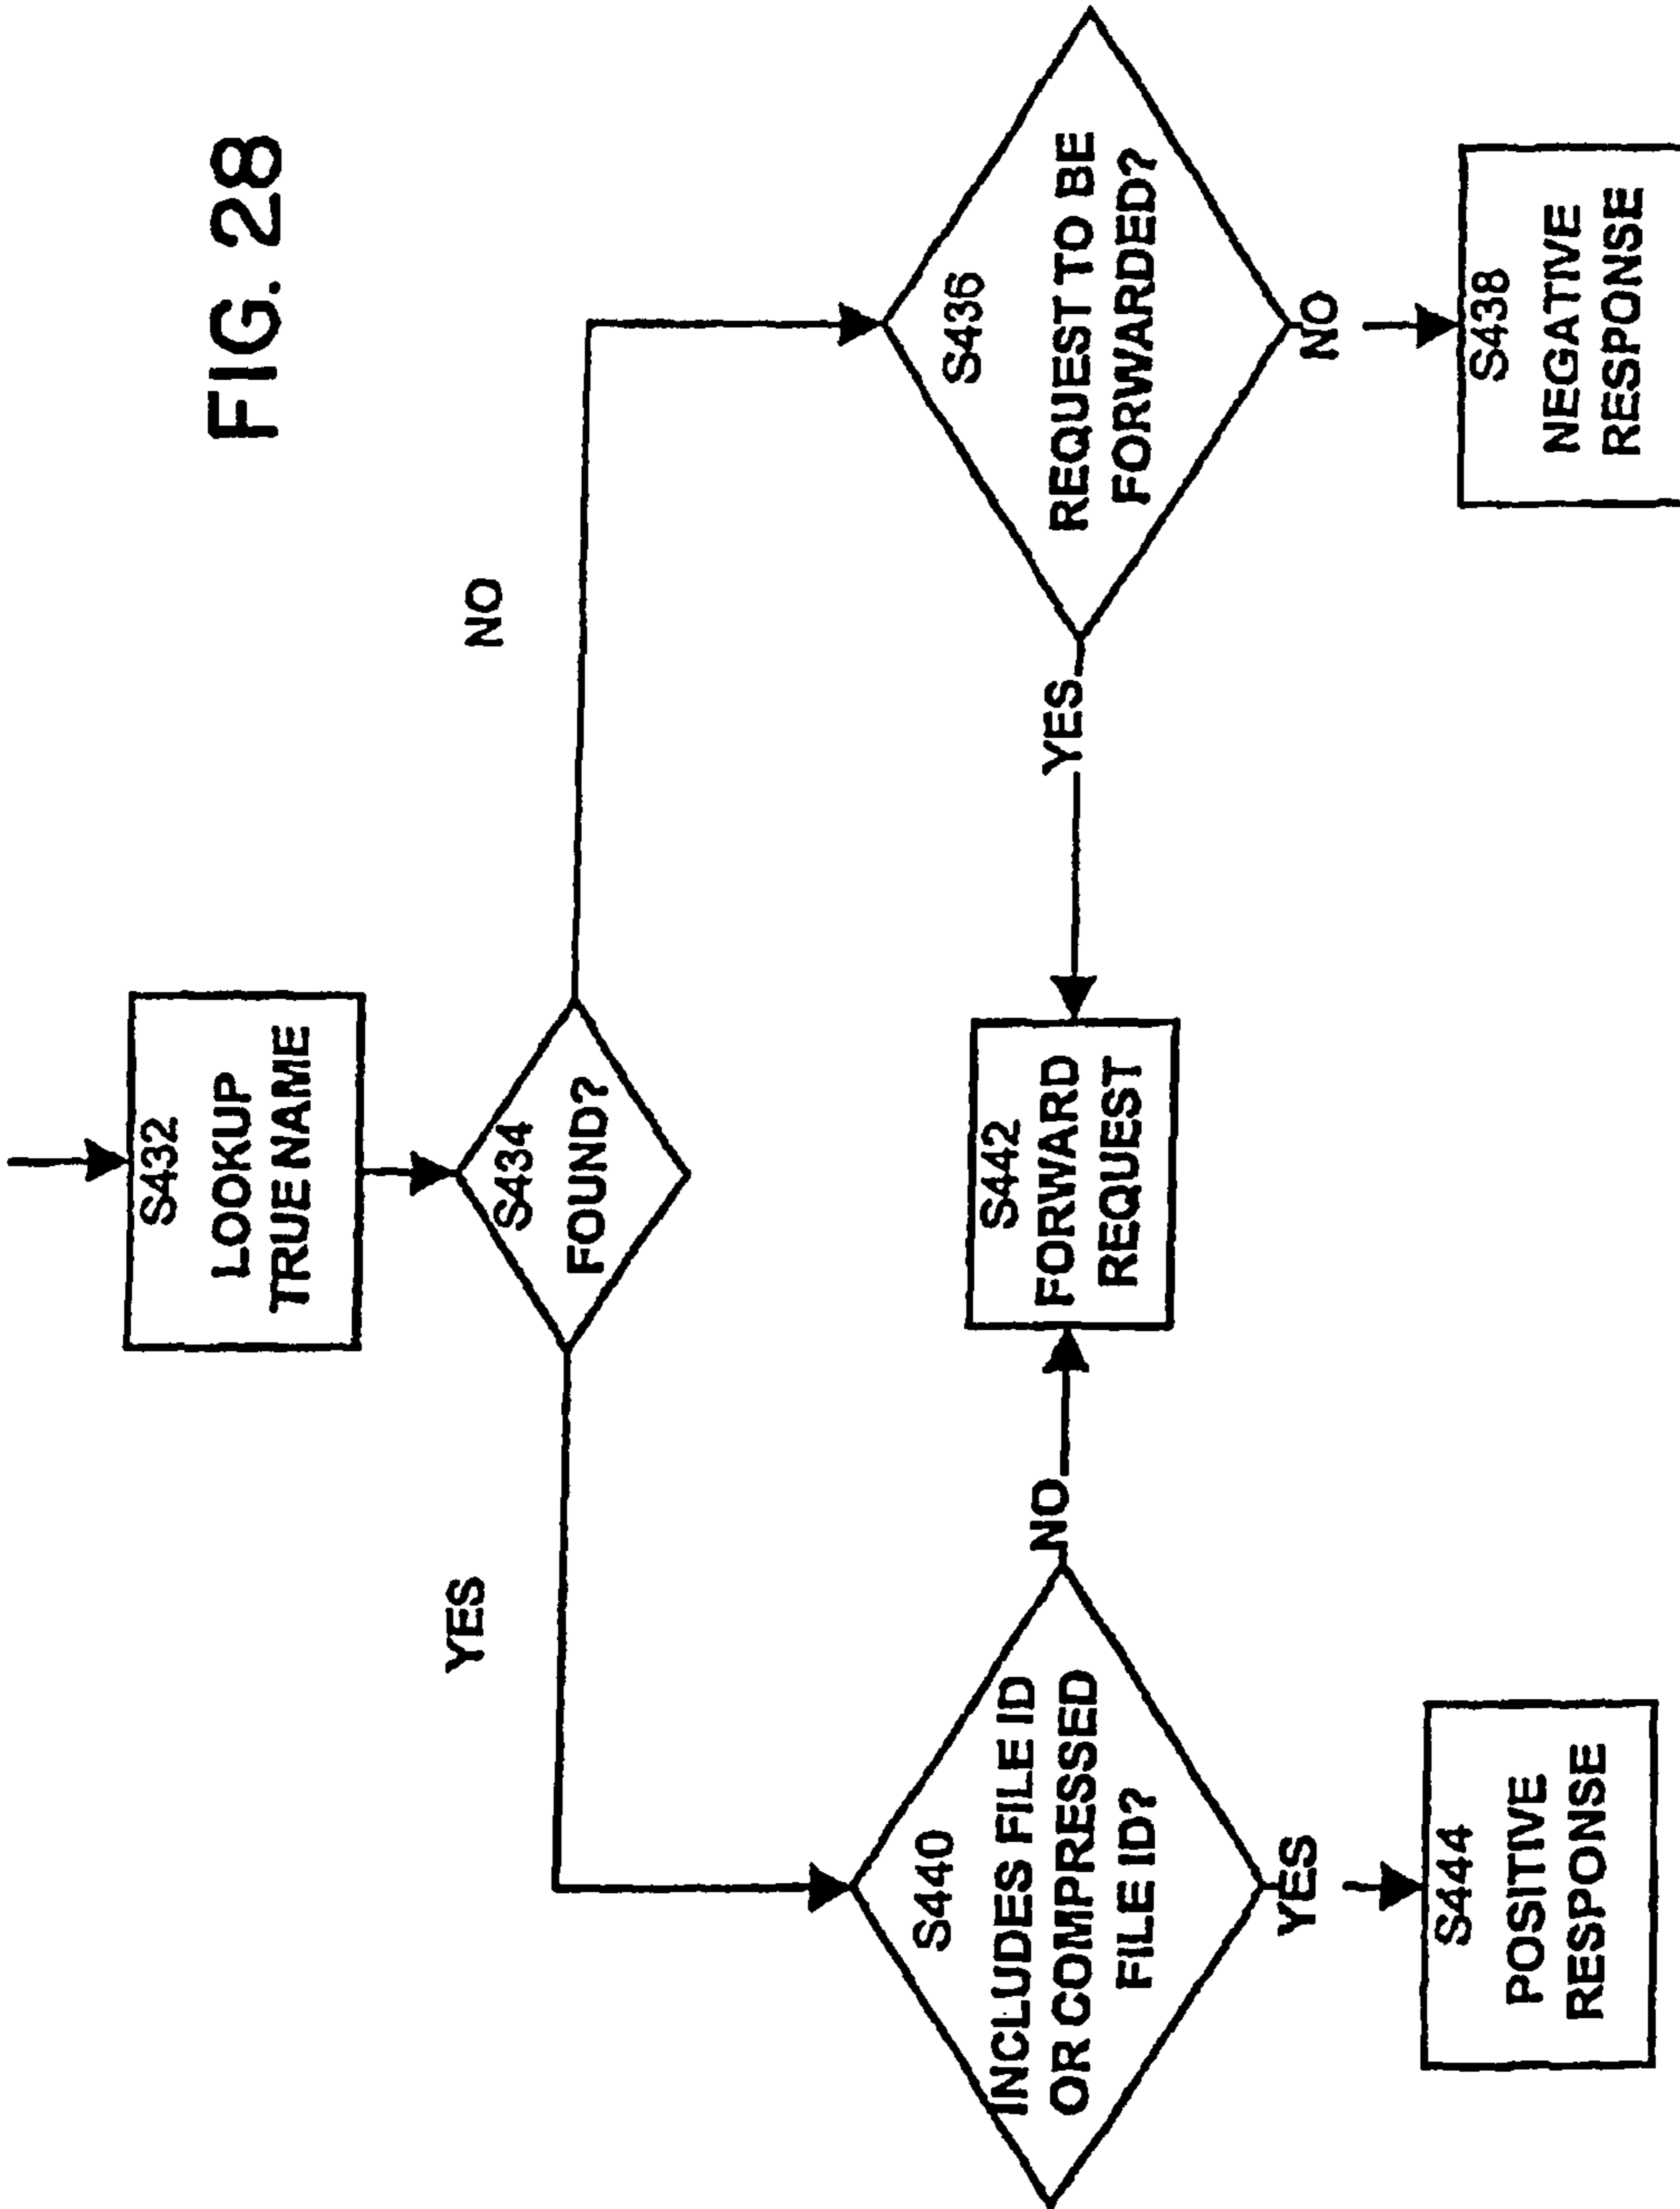 FIG. 28
S432
LOOKUP
TRUE NAME
S434
FOUND?
YES
NO
S440
INCLUDES FILE ID
OR COMPRESSED
FILE ID?
NO
S442
FORWARD
REQUEST
YES
S436
REQUEST TO BE
FORWARDED?
YES
NO
S444
POSITIVE
RESPONSE
S438
NEGATIVE
RESPONSE